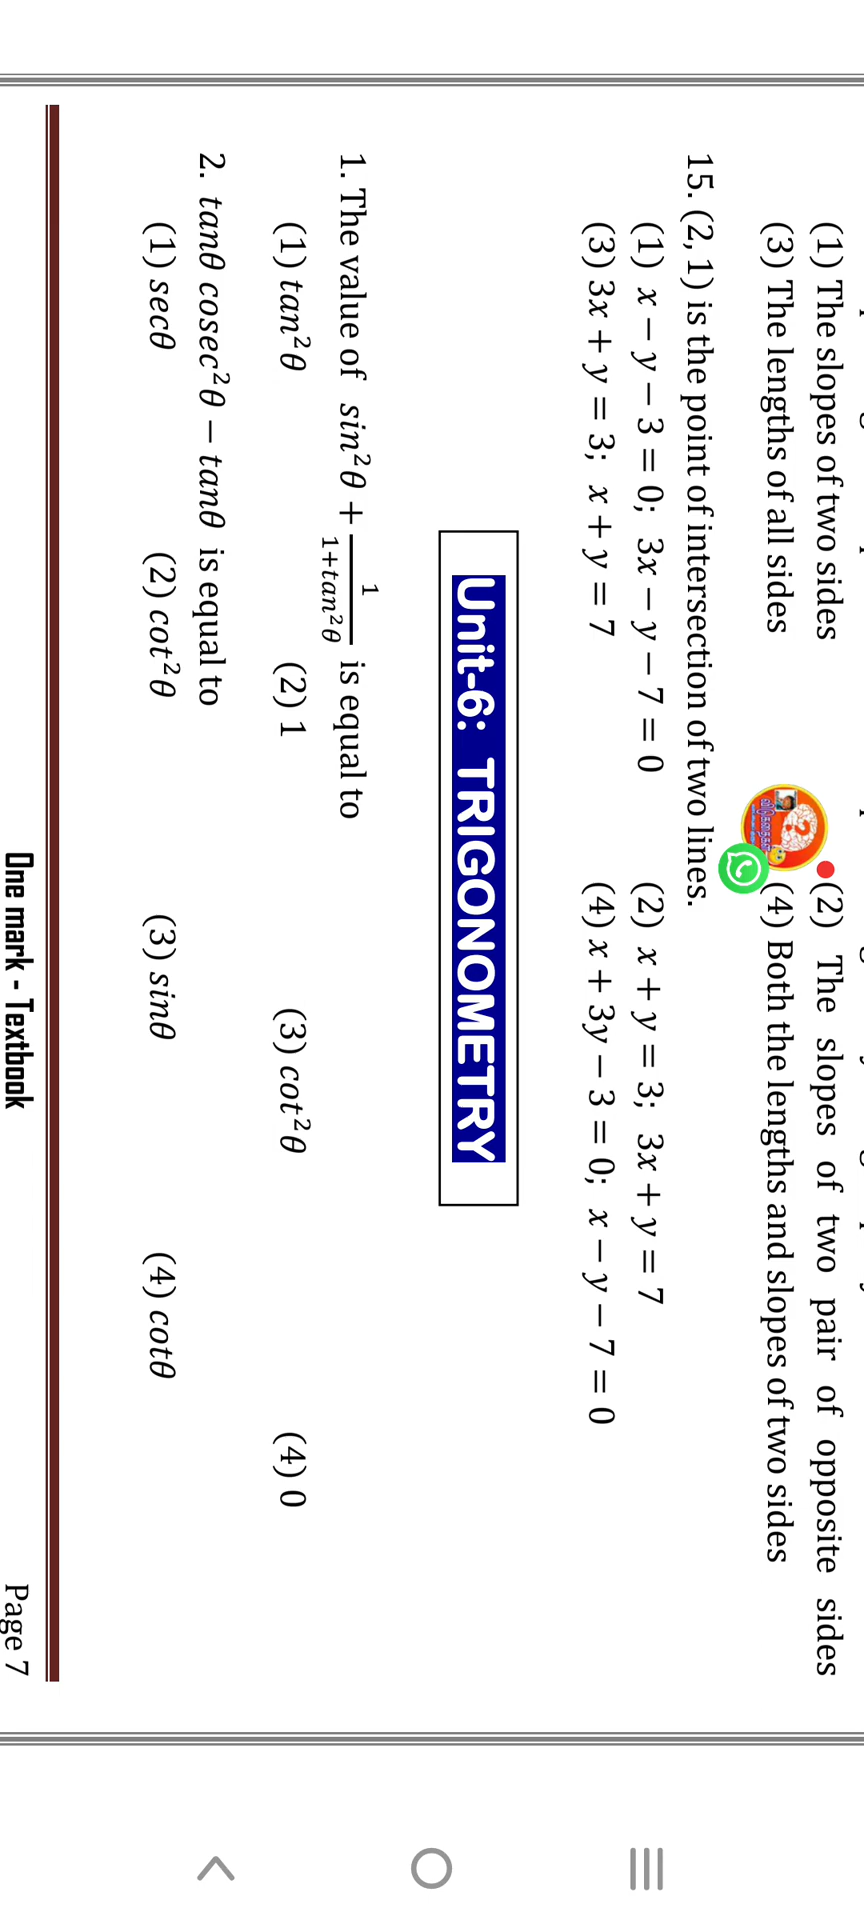 (1) The slopes of two sides (2) The slopes of two pair of opposite sides
(3) The lengths of all sides (4) Both the lengths and slopes of two sides
15. (2, 1) is the point of intersection of two lines.
(1) x − y − 3 = 0; 3x − y − 7 = 0 (2) x + y = 3; 3x + y = 7
(3) 3x + y = 3; x + y = 7 (4) x + 3y − 3 = 0; x − y − 7 = 0
Unit-6: TRIGONOMETRY
1. The value of sin²θ + 1/(1+tan²θ) is equal to
(1) tan²θ (2) 1 (3) cot²θ (4) 0
2. tanθ cosec²θ − tanθ is equal to
(1) secθ (2) cot²θ (3) sinθ (4) cotθ
One mark - Textbook Page 7